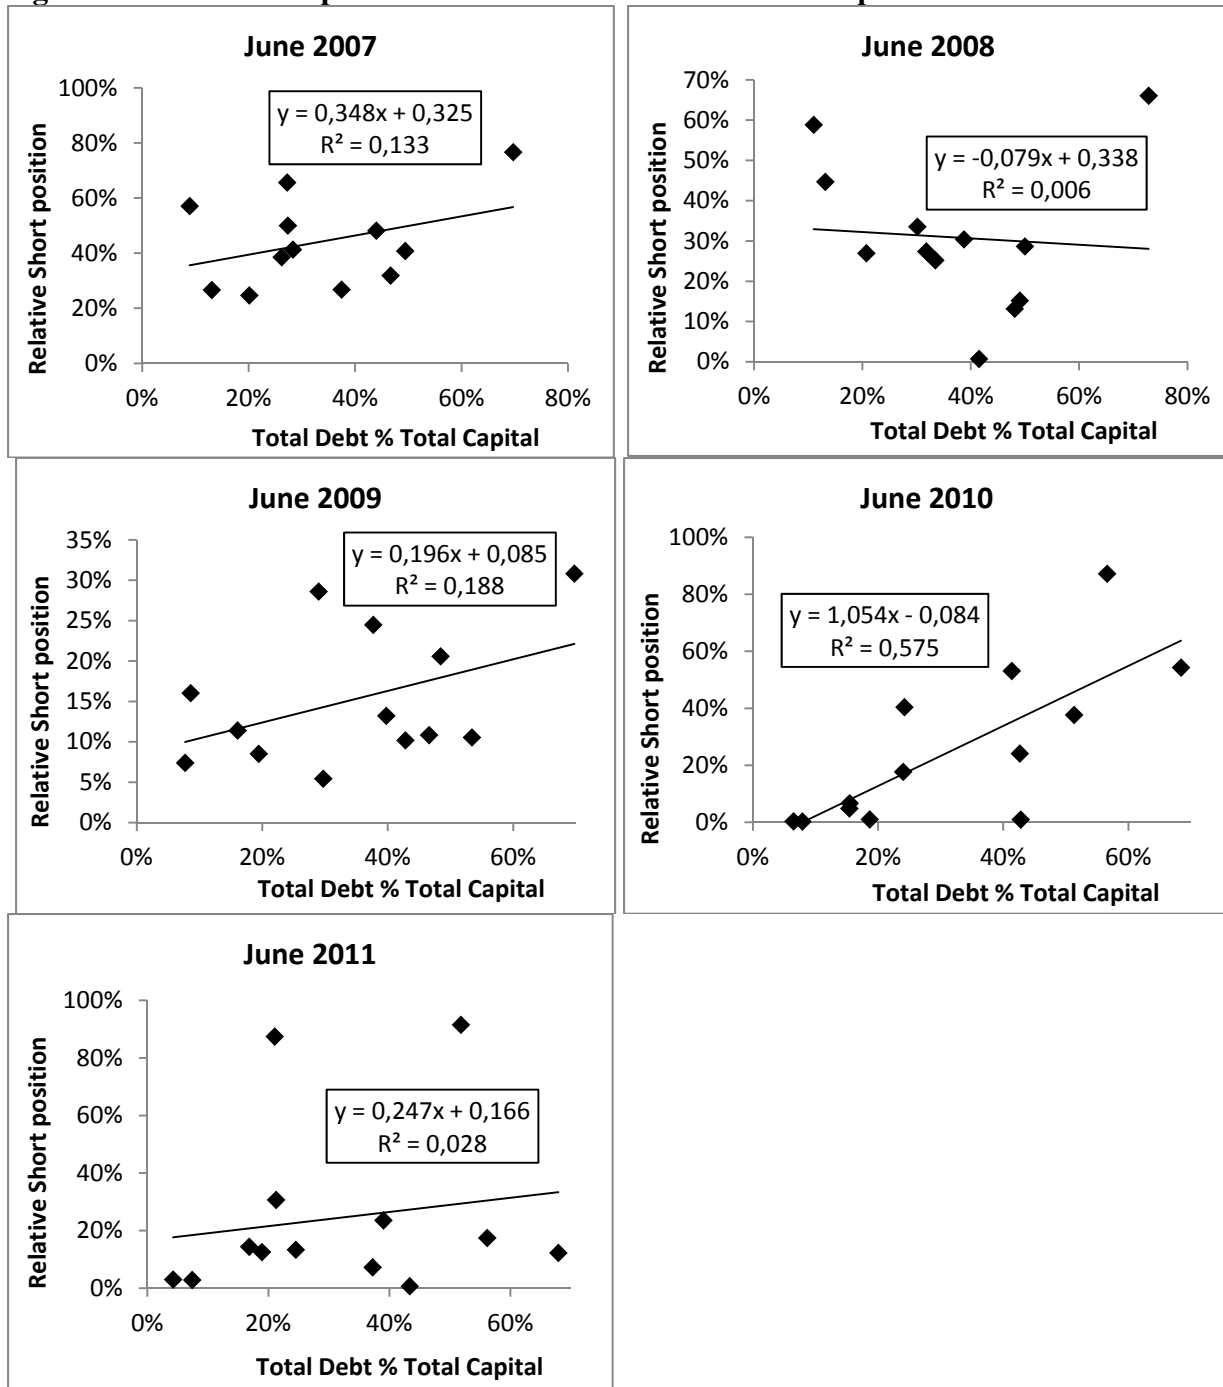 June 2007
Relative Short position
100%
80%
60%
40%
20%
0%
y = 0,348x + 0,325
R² = 0,133
0% 20% 40% 60% 80%
Total Debt % Total Capital
June 2008
Relative Short position
70%
60%
50%
40%
30%
20%
10%
0%
y = -0,079x + 0,338
R² = 0,006
0% 20% 40% 60% 80%
Total Debt % Total Capital
June 2009
Relative Short position
35%
30%
25%
20%
15%
10%
5%
0%
y = 0,196x + 0,085
R² = 0,188
0% 20% 40% 60%
Total Debt % Total Capital
June 2010
Relative Short position
100%
80%
60%
40%
20%
0%
y = 1,054x - 0,084
R² = 0,575
0% 20% 40% 60%
Total Debt % Total Capital
June 2011
Relative Short position
100%
80%
60%
40%
20%
0%
y = 0,247x + 0,166
R² = 0,028
0% 20% 40% 60%
Total Debt % Total Capital